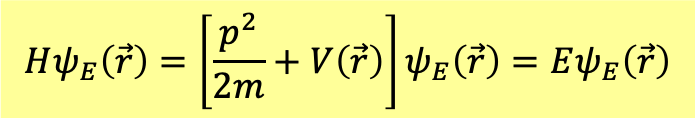 Hψ_E(r⃗) = [p²/2m + V(r⃗)] ψ_E(r⃗) = Eψ_E(r⃗)